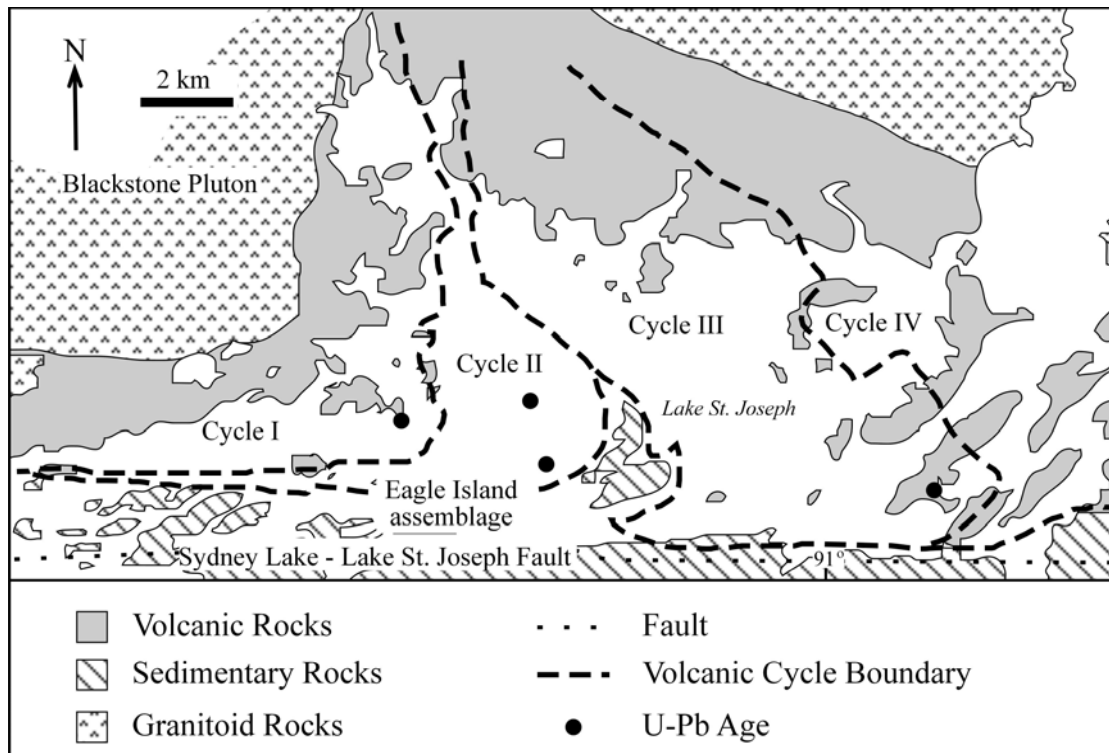 N
2 km
Blackstone Pluton
Cycle III
Cycle IV
Cycle II
Lake St. Joseph
Cycle I
Eagle Island
assemblage
Sydney Lake - Lake St. Joseph Fault
91°
Volcanic Rocks
Fault
Sedimentary Rocks
Volcanic Cycle Boundary
Granitoid Rocks
U-Pb Age